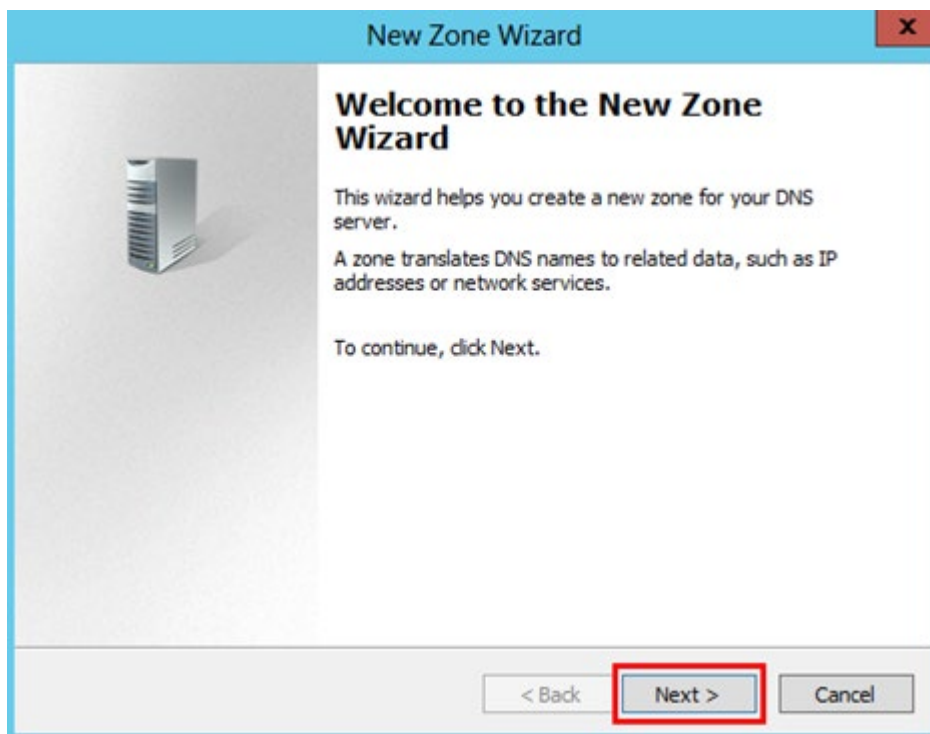 New Zone Wizard
x
Welcome to the New Zone
Wizard
This wizard helps you create a new zone for your DNS
server.
A zone translates DNS names to related data, such as IP
addresses or network services.
To continue, click Next.
< Back Next > Cancel